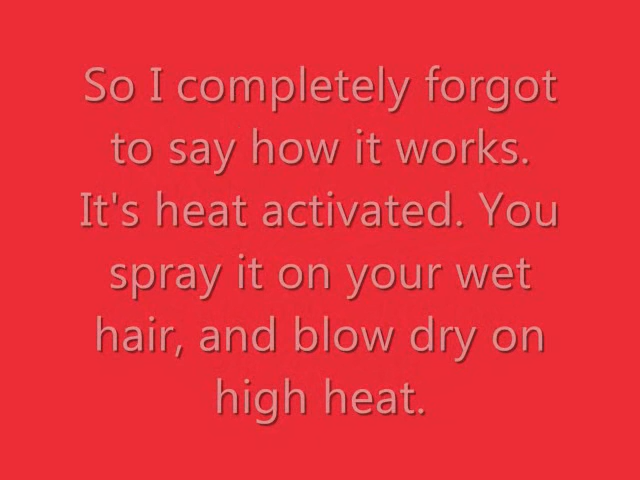 So I completely forgot
to say how it works.
It's heat activated. You
spray it on your wet
hair, and blow dry on
high heat.